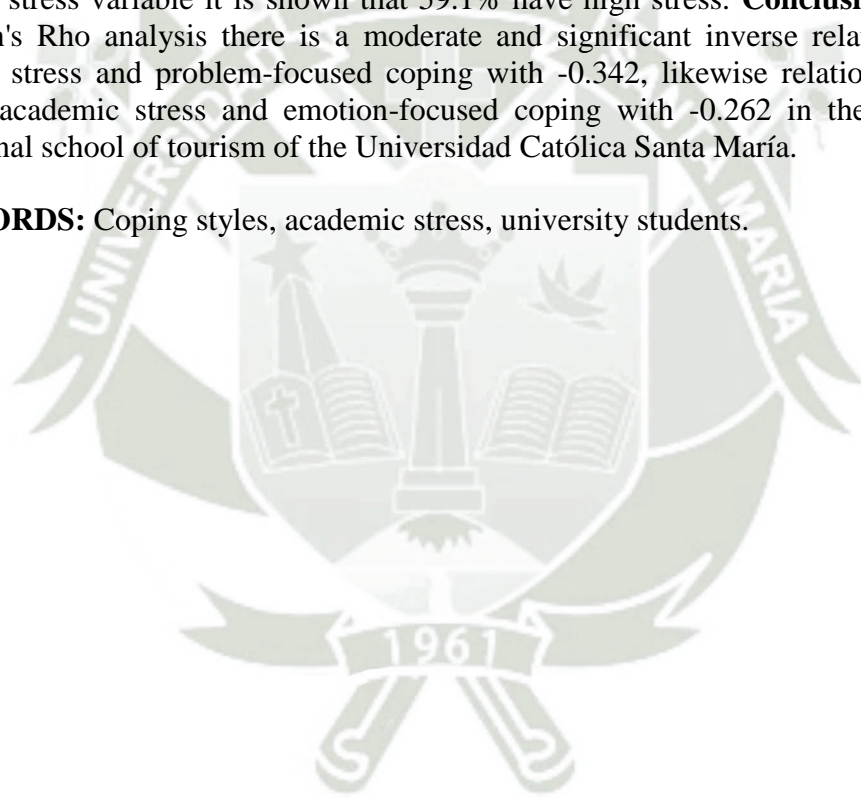 stress variable it is shown that 59.1% have high stress. Conclusi
n's Rho analysis there is a moderate and significant inverse rela
stress and problem-focused coping with -0.342, likewise relatio
academic stress and emotion-focused coping with -0.262 in the
nal school of tourism of the Universidad Católica Santa María.
ORDS: Coping styles, academic stress, university students.
MARIA
1961